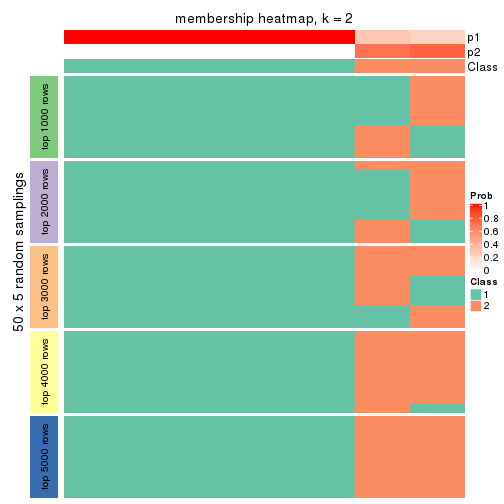 membership heatmap, k = 2
p1
p2
Class
50 x 5 random samplings
top 1000 rows
top 2000 rows
top 3000 rows
top 4000 rows
top 5000 rows
Prob
1
0.8
0.6
0.4
0.2
0
Class
1
2